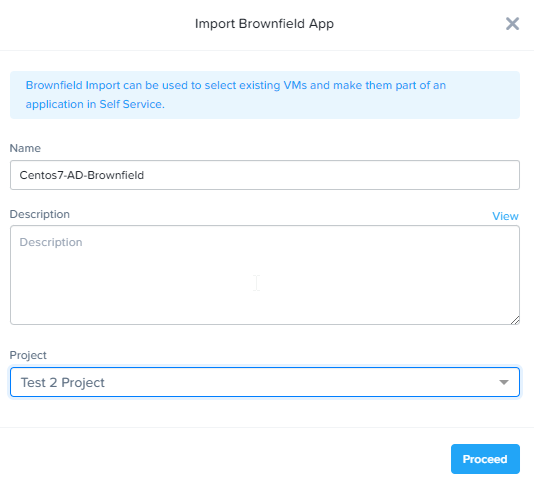 Import Brownfield App
Brownfield Import can be used to select existing VMs and make them part of an
application in Self Service.
Name
Centos7-AD-Brownfield
Description
View
Description
Project
Test 2 Project
Proceed